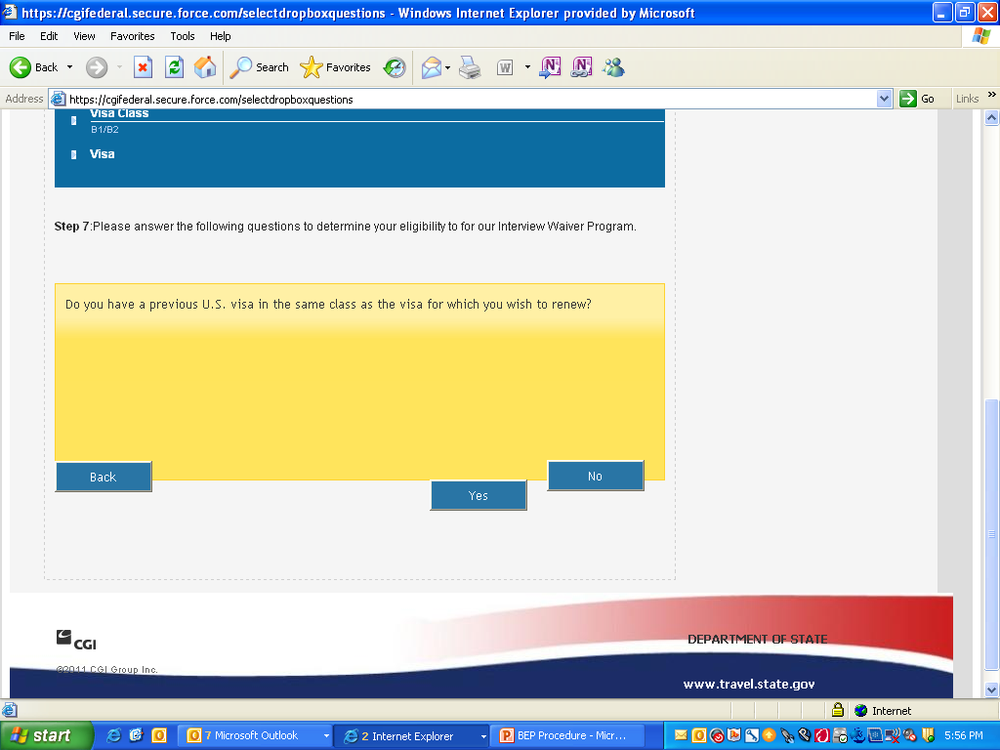 https://cgifederal.secure.force.com/selectdropboxquestions - Windows Internet Explorer provided by Microsoft
File Edit View Favorites Tools Help
Back Search Favorites
Address https://cgifederal.secure.force.com/selectdropboxquestions Go Links »
Visa Class
B1/B2
Visa
Step 7:Please answer the following questions to determine your eligibility to for our Interview Waiver Program.
Do you have a previous U.S. visa in the same class as the visa for which you wish to renew?
Back
No
Yes
CGI
DEPARTMENT OF STATE
©2011 CGI Group Inc.
www.travel.state.gov
Internet
start 7 Microsoft Outlook 2 Internet Explorer BEP Procedure - Micr... 5:56 PM